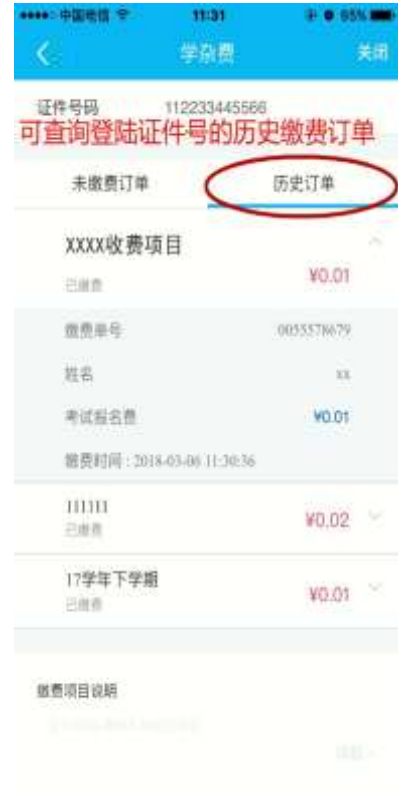 中国电信 11:31 95%
学杂费 关闭
证件号码 112233445566
可查询登陆证件号的历史缴费订单
未缴费订单 历史订单
XXXX收费项目
已缴费 ¥0.01
缴费单号 0055578679
姓名 xx
考试报名费 ¥0.01
缴费时间：2018-03-06 11:30:36
111111
已缴费 ¥0.02
17学年下学期
已缴费 ¥0.01
缴费项目说明